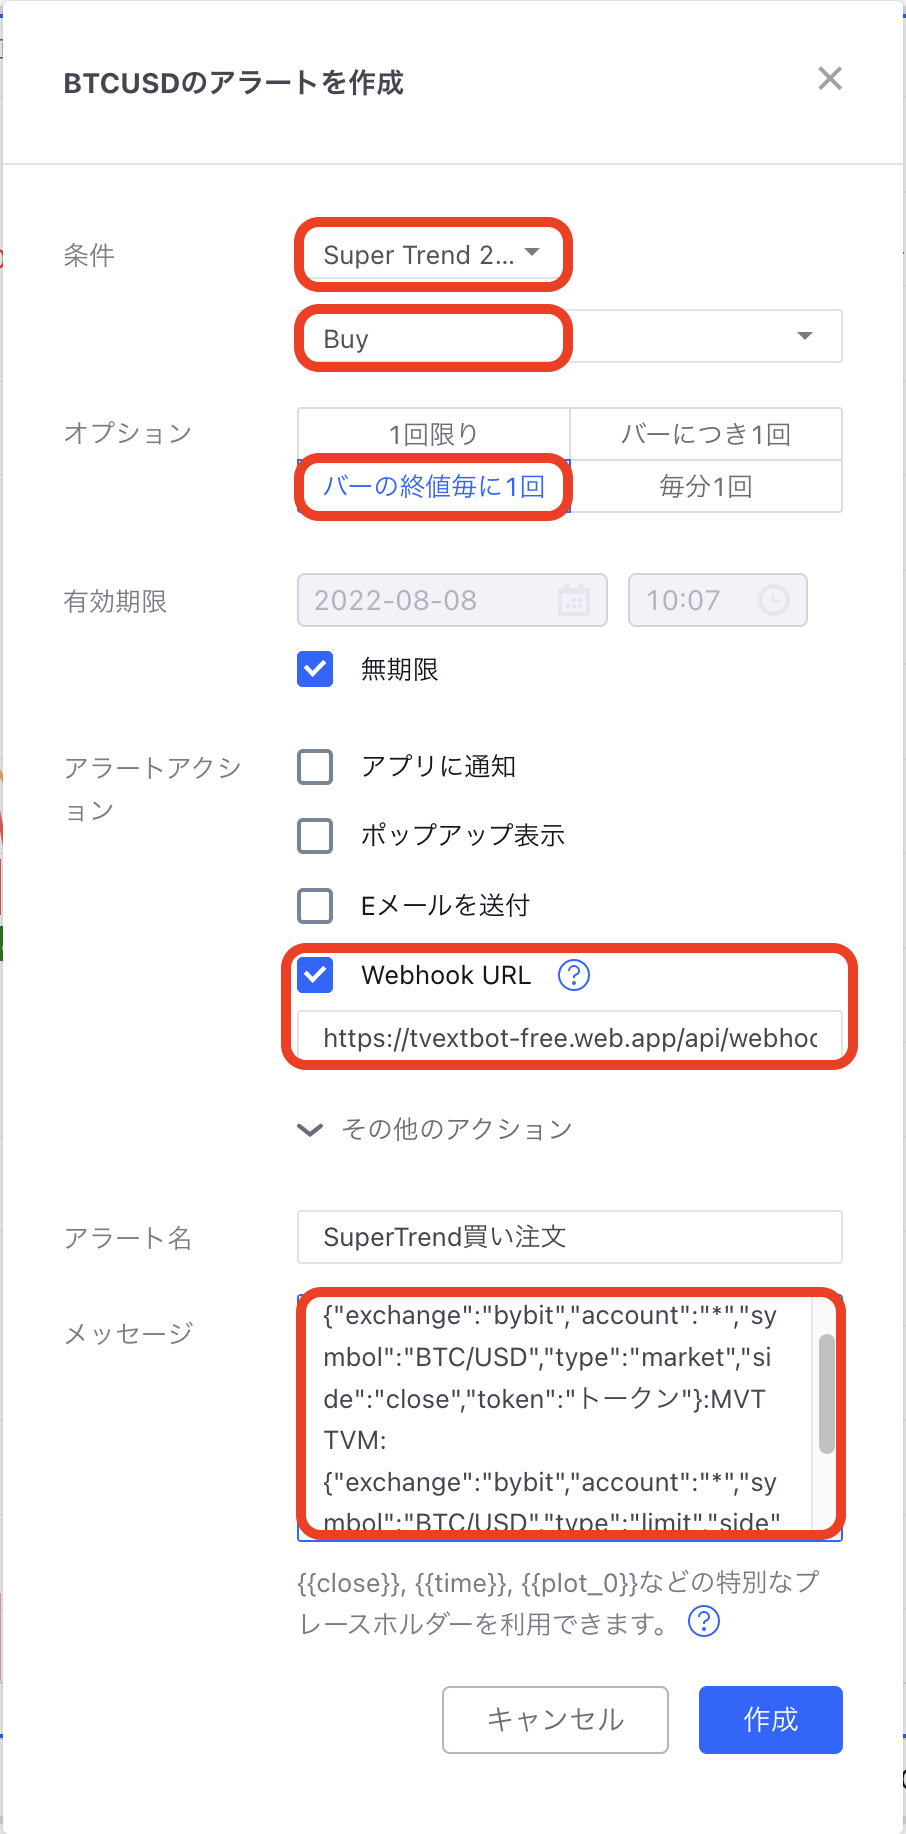 BTCUSDのアラートを作成
条件
Super Trend 2...
Buy
オプション
1回限り
バーにつき1回
バーの終値毎に1回
毎分1回
有効期限
2022-08-08
10:07
無期限
アラートアクシ
ョン
アプリに通知
ポップアップ表示
Eメールを送付
Webhook URL
https://tvextbot-free.web.app/api/webhoo
その他のアクション
アラート名
SuperTrend買い注文
メッセージ
{"exchange":"bybit","account":"*","sy
mbol":"BTC/USD","type":"market","si
de":"close","token":"トークン"}:MVT
TVM:
{"exchange":"bybit","account":"*","sy
mbol":"BTC/USD","type":"limit","side"
{{close}}, {{time}}, {{plot_0}}などの特別なプ
レースホルダーを利用できます。
キャンセル
作成